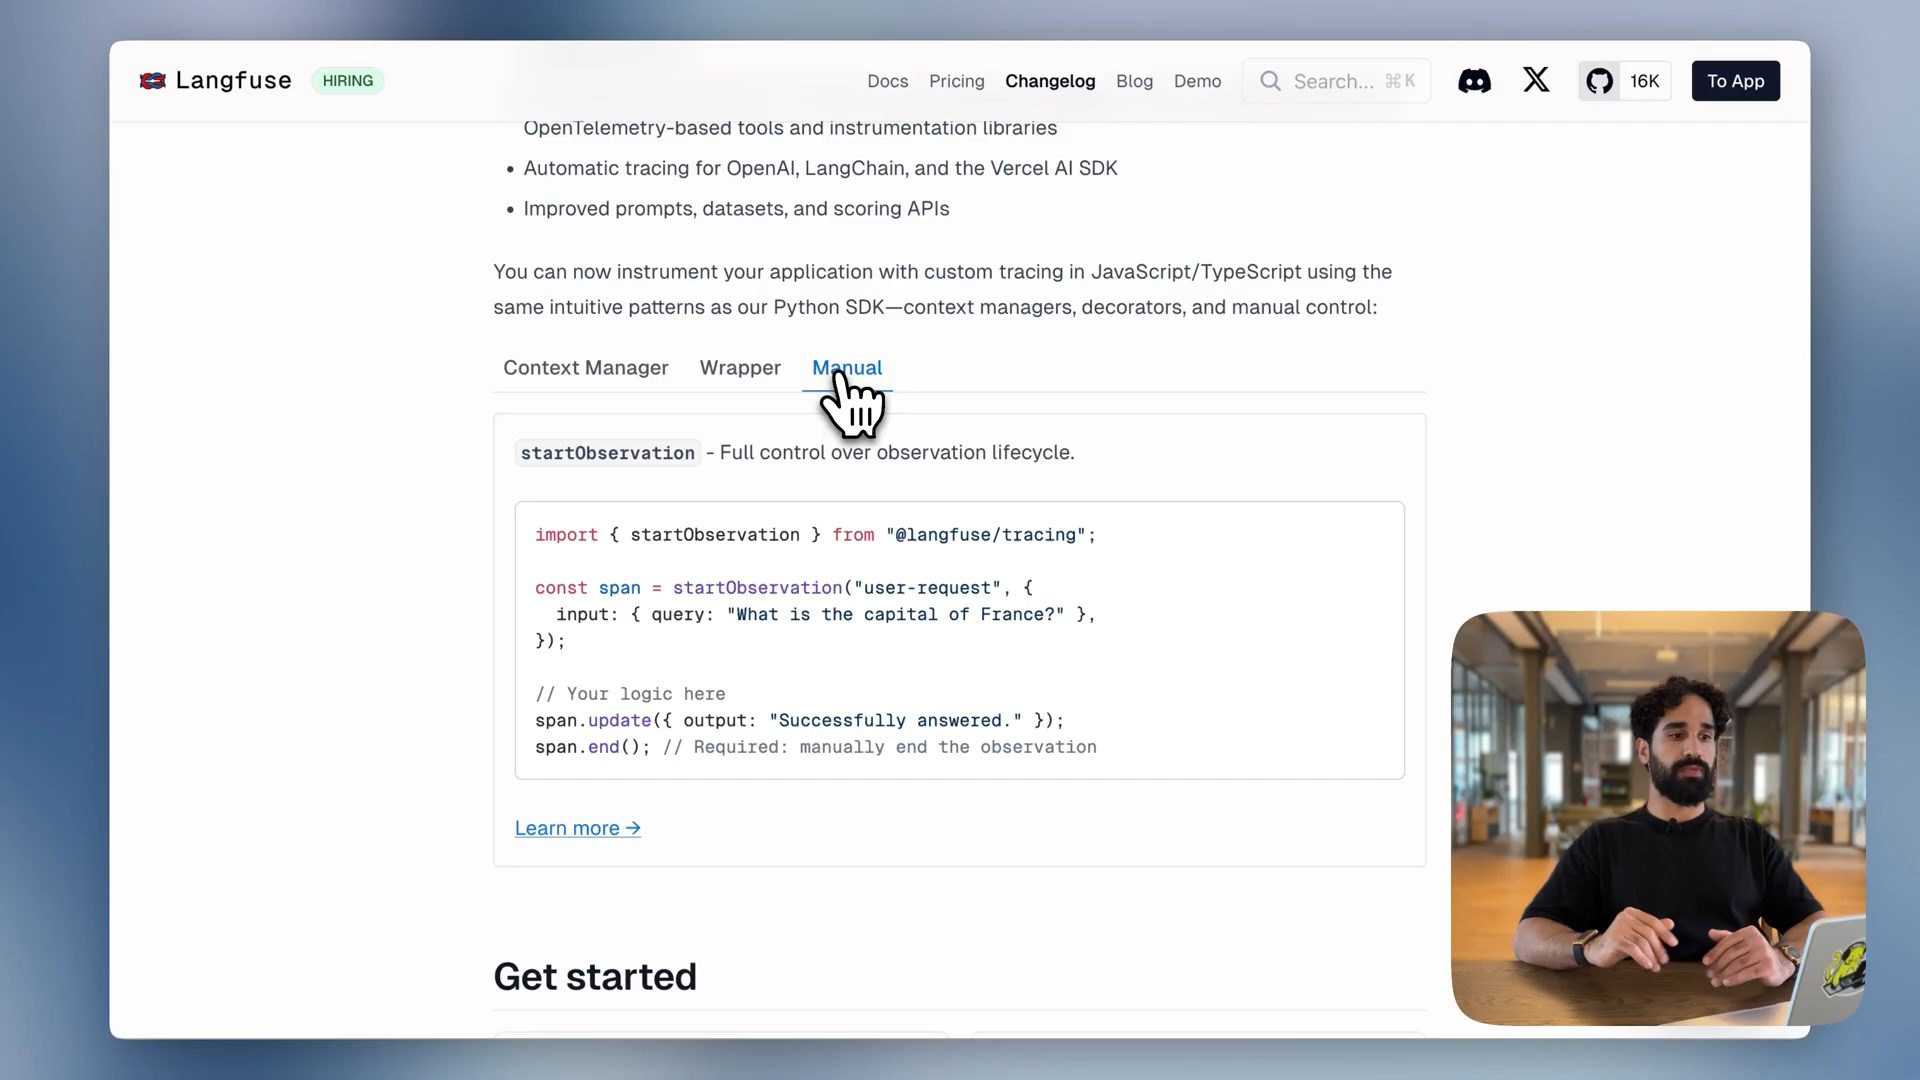 Langfuse HIRING Docs Pricing Changelog Blog Demo Search... ⌘K 16K To App
OpenTelemetry-based tools and instrumentation libraries
• Automatic tracing for OpenAI, LangChain, and the Vercel AI SDK
• Improved prompts, datasets, and scoring APIs
You can now instrument your application with custom tracing in JavaScript/TypeScript using the
same intuitive patterns as our Python SDK—context managers, decorators, and manual control:
Context Manager Wrapper Manual
startObservation - Full control over observation lifecycle.
import { startObservation } from "@langfuse/tracing";
const span = startObservation("user-request", {
input: { query: "What is the capital of France?" },
});
// Your logic here
span.update({ output: "Successfully answered." });
span.end(); // Required: manually end the observation
Learn more →
Get started